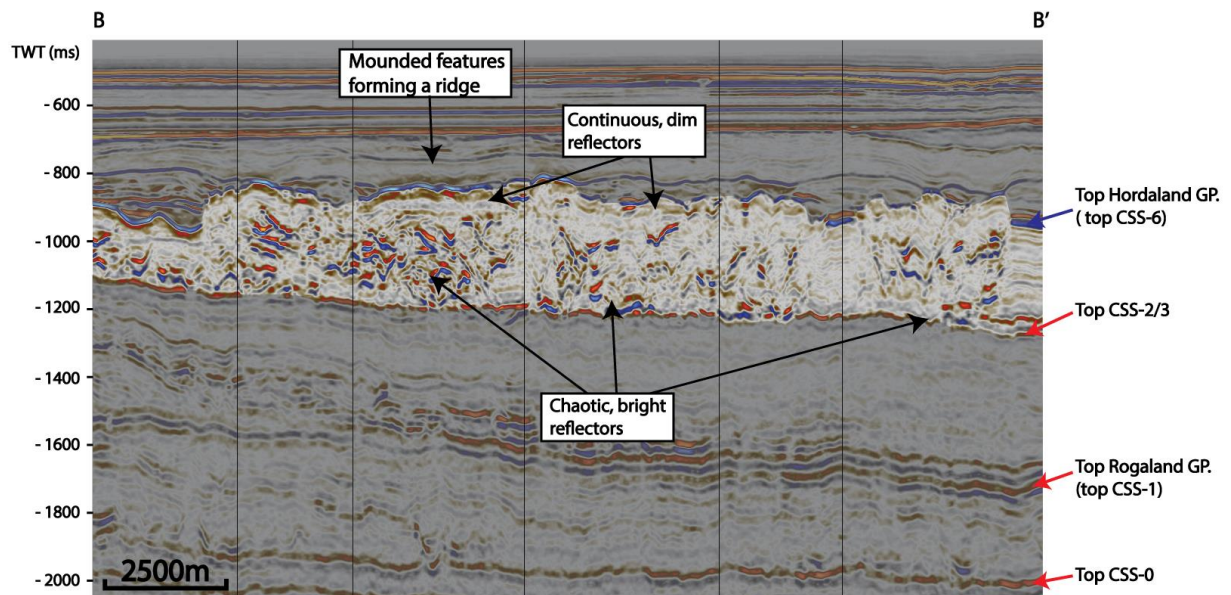 B
B’
TWT (ms)
- 600
- 800
- 1000
- 1200
- 1400
- 1600
- 1800
- 2000
Mounded features
forming a ridge
Continuous, dim
reflectors
Chaotic, bright
reflectors
Top Hordaland GP.
( top CSS-6)
Top CSS-2/3
Top Rogaland GP.
(top CSS-1)
Top CSS-0
2500m